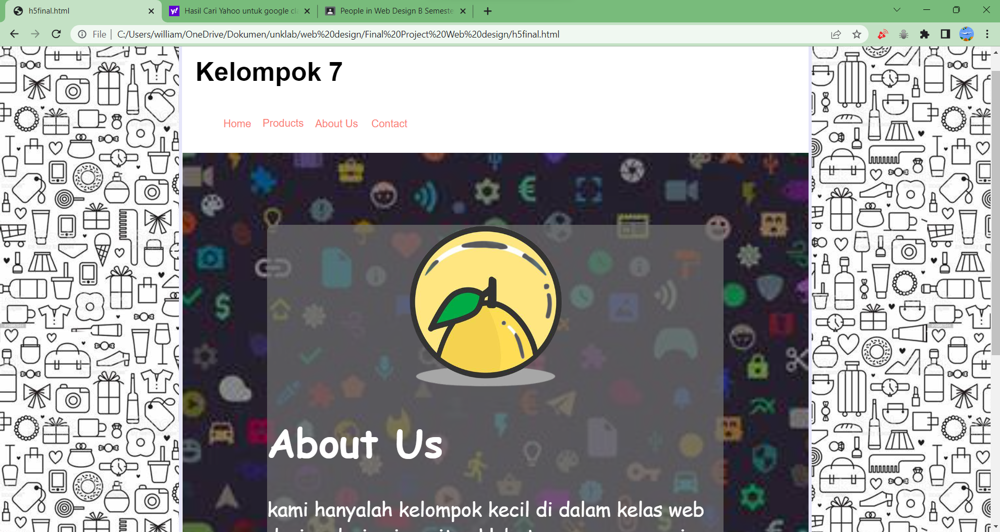 h5final.html
Hasil Cari Yahoo untuk google cl
People in Web Design B Semeste
File
C:/Users/william/OneDrive/Dokumen/unklab/web%20design/Final%20Project%20Web%20design/h5final.html
Kelompok 7
Home Products About Us Contact
About Us
kami hanyalah kelompok kecil di dalam kelas web